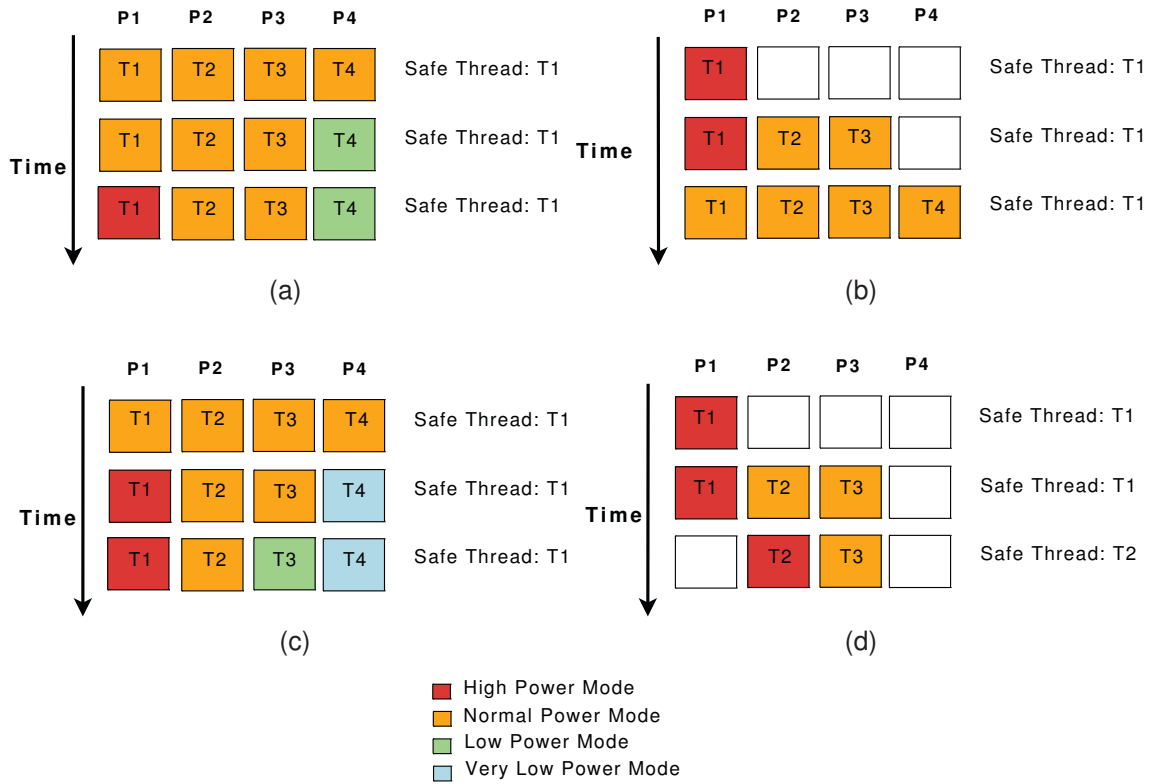 P1 P2 P3 P4
T1 T2 T3 T4 Safe Thread: T1
T1 T2 T3 T4 Safe Thread: T1
Time
T1 T2 T3 T4 Safe Thread: T1
(a)
P1 P2 P3 P4
T1 Safe Thread: T1
T1 T2 T3 Safe Thread: T1
Time
T1 T2 T3 T4 Safe Thread: T1
(b)
P1 P2 P3 P4
T1 T2 T3 T4 Safe Thread: T1
T1 T2 T3 T4 Safe Thread: T1
Time
T1 T2 T3 T4 Safe Thread: T1
(c)
P1 P2 P3 P4
T1 Safe Thread: T1
T1 T2 T3 Safe Thread: T1
Time
T2 T3 Safe Thread: T2
(d)
High Power Mode
Normal Power Mode
Low Power Mode
Very Low Power Mode